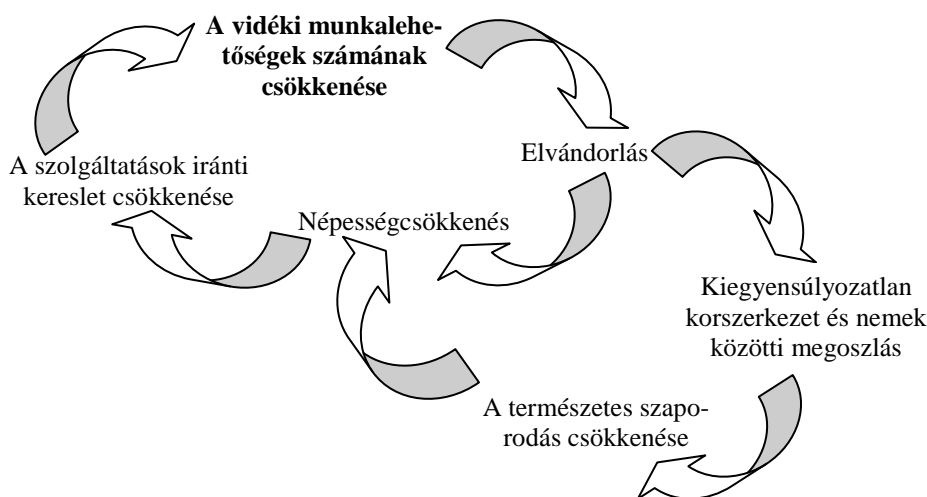 A vidéki munkalehe-
tőségek számának
csökkenése
Elvándorlás
A szolgáltatások iránti
kereslet csökkenése
Népességcsökkenés
Kiegyensúlyozatlan
korszerkezet és nemek
közötti megoszlás
A természetes szapo-
rodás csökkenése